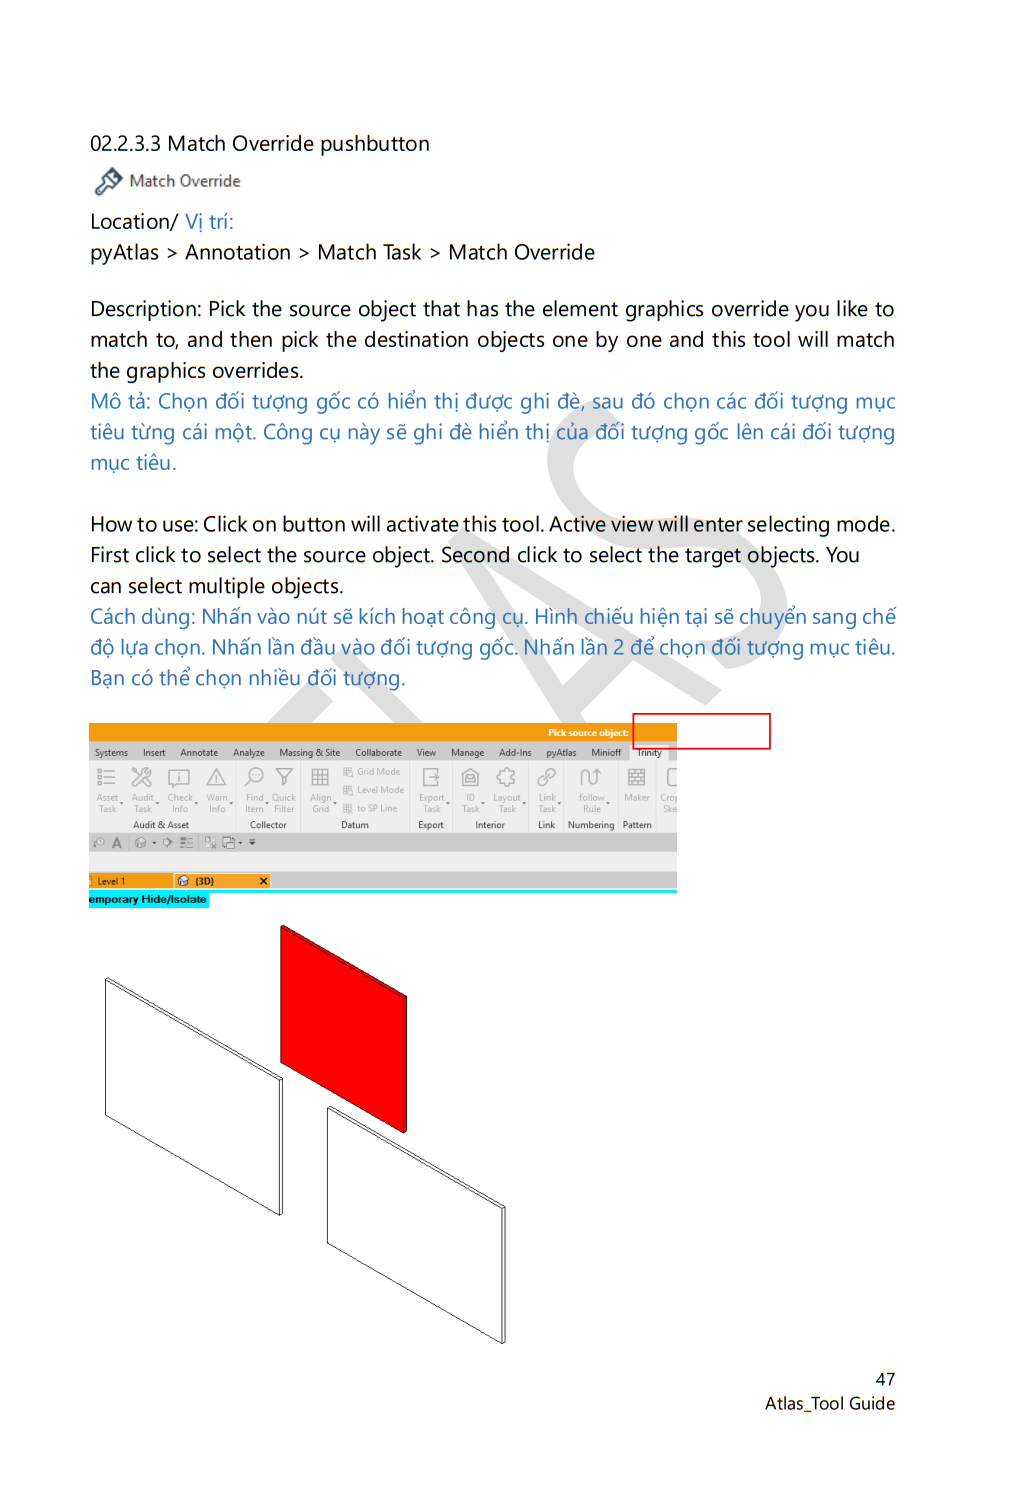 02.2.3.3 Match Override pushbutton
Match Override
Location/ Vị trí:
pyAtlas > Annotation > Match Task > Match Override
Description: Pick the source object that has the element graphics override you like to
match to, and then pick the destination objects one by one and this tool will match
the graphics overrides.
Mô tả: Chọn đối tượng gốc có hiển thị được ghi đè, sau đó chọn các đối tượng mục
tiêu từng cái một. Công cụ này sẽ ghi đè hiển thị của đối tượng gốc lên cái đối tượng
mục tiêu.
How to use: Click on button will activate this tool. Active view will enter selecting mode.
First click to select the source object. Second click to select the target objects. You
can select multiple objects.
Cách dùng: Nhấn vào nút sẽ kích hoạt công cụ. Hình chiếu hiện tại sẽ chuyển sang chế
độ lựa chọn. Nhấn lần đầu vào đối tượng gốc. Nhấn lần 2 để chọn đối tượng mục tiêu.
Bạn có thể chọn nhiều đối tượng.
Pick source object:
Systems Insert Annotate Analyze Massing & Site Collaborate View Manage Add-Ins pyAtlas Minioff Trinity
Grid Mode
Level Mode
to SP Line
Asset Audit Check Warn Find Quick Align Export ID Layout Link follow Maker Crop
Task Task Info Info Item Filter Grid Task Task Task Task Rule Ske
Audit & Asset Collector Datum Export Interior Link Numbering Pattern
A
Level 1 {3D} X
emporary Hide/Isolate
47
Atlas_Tool Guide